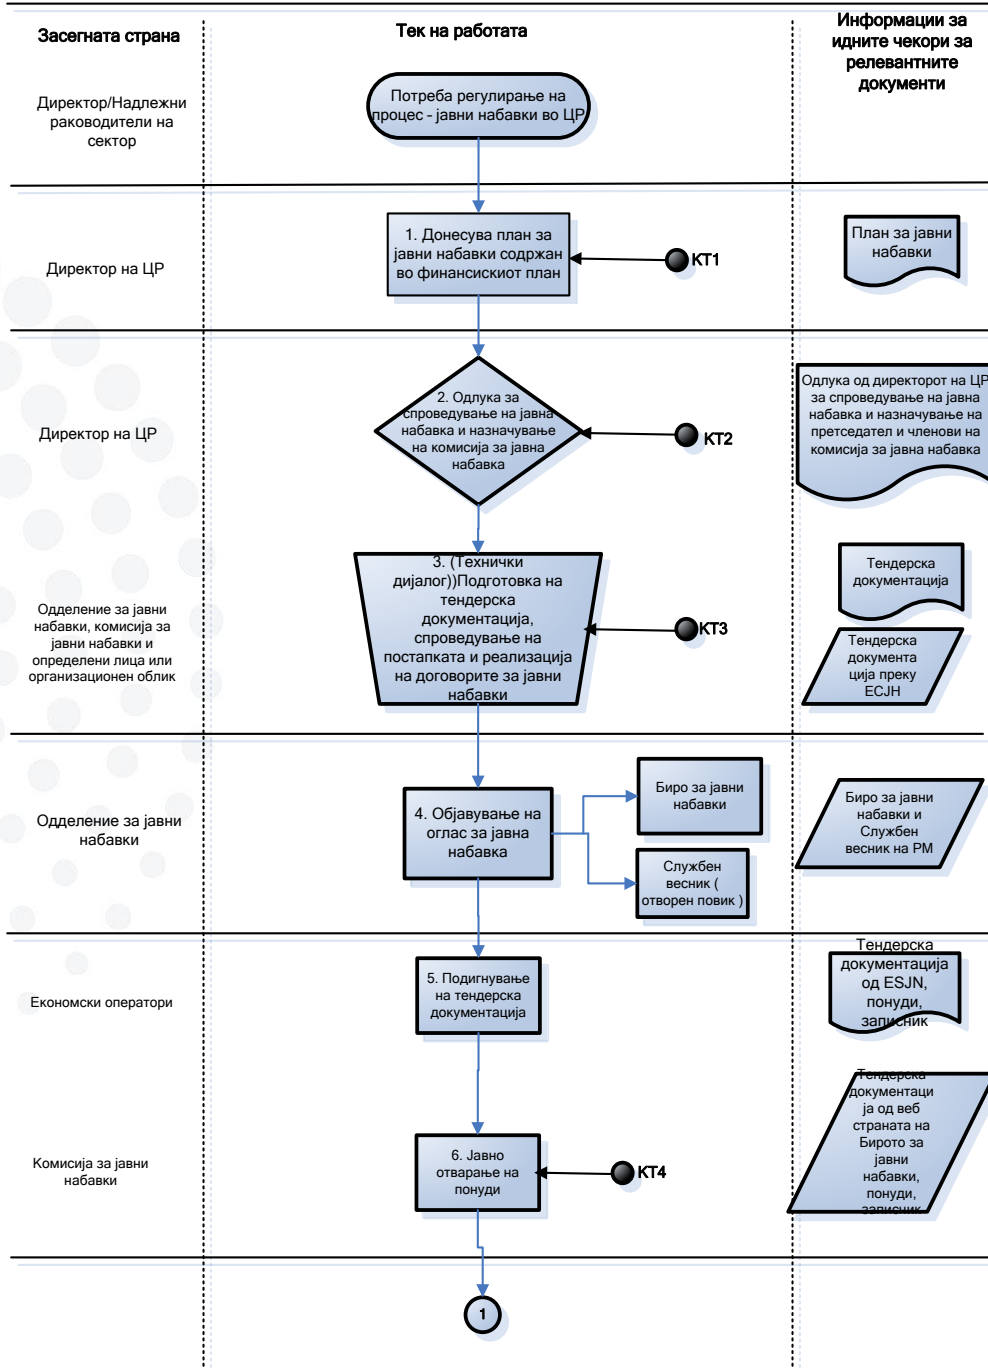 Засегната страна
Тек на работата
Информации за
идните чекори за
релевантните
документи
Директор/Надлежни
раководители на
сектор
Потреба регулирање на
процес - јавни набавки во ЦР
Директор на ЦР
1. Донесува план за
јавни набавки содржан
во финансискиот план
КТ1
План за јавни
набавки
Директор на ЦР
2. Одлука за
спроведување на јавна
набавка и назначување
на комисија за јавна
набавка
КТ2
Одлука од директорот на ЦР
за спроведување на јавна
набавка и назначување на
претседател и членови на
комисија за јавна набавка
Одделение за јавни
набавки, комисија за
јавни набавки и
определени лица или
организационен облик
3. (Технички
дијалог))Подготовка на
тендерска
документација,
спроведување на
постапката и реализација
на договорите за јавни
набавки
КТ3
Тендерска
документација
Тендерска
документа
ција преку
ЕСЈН
Одделение за јавни
набавки
4. Објавување на
оглас за јавна
набавка
Биро за јавни
набавки
Службен
весник (
отворен повик )
Биро за јавни
набавки и
Службен
весник на РМ
Економски оператори
5. Подигнување
на тендерска
документација
Тендерска
документација
од ESJN,
понуди,
записник
Комисија за јавни
набавки
6. Јавно
отварање на
понуди
КТ4
Тендерска
документаци
ја од веб
страната на
Бирото за
јавни
набавки,
понуди,
записник
1